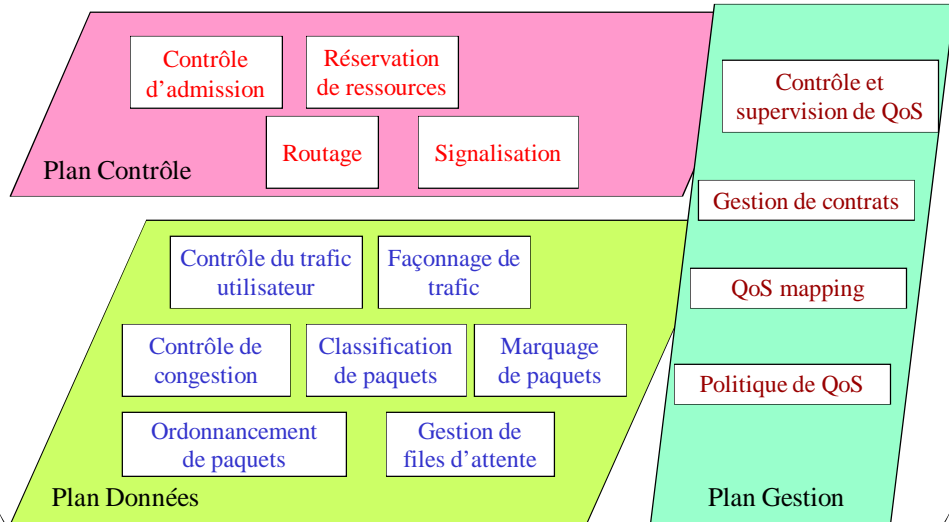 Contrôle
d'admission
Réservation
de ressources
Routage
Signalisation
Plan Contrôle
Contrôle du trafic
utilisateur
Façonnage de
trafic
Contrôle de
congestion
Classification
de paquets
Marquage
de paquets
Ordonnancement
de paquets
Gestion de
files d'attente
Plan Données
Contrôle et
supervision de QoS
Gestion de contrats
QoS mapping
Politique de QoS
Plan Gestion